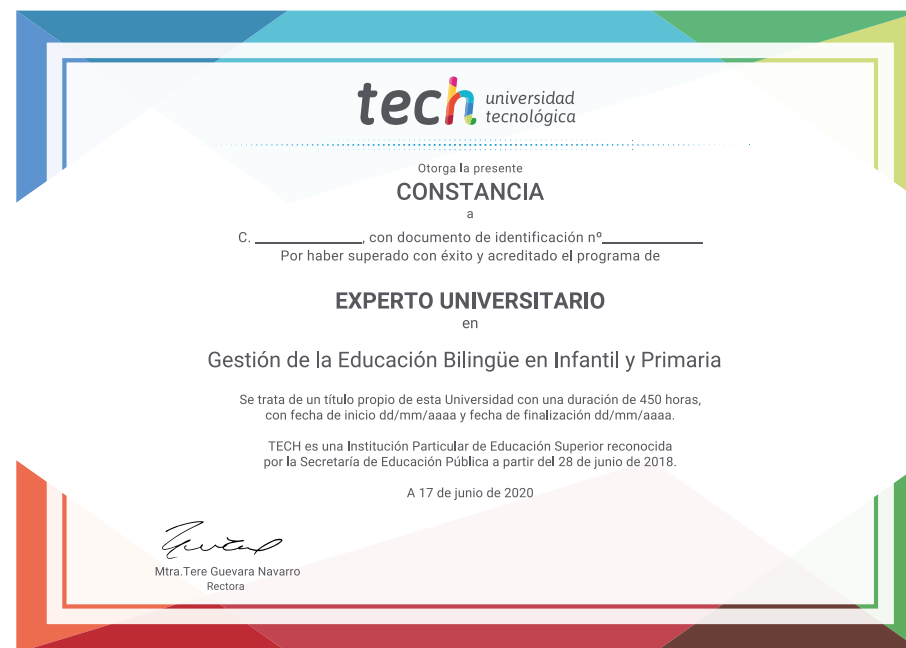 tech universidad
tecnológica
Otorga la presente
CONSTANCIA
a
C. ______________, con documento de identificación nº_____________
Por haber superado con éxito y acreditado el programa de
EXPERTO UNIVERSITARIO
en
Gestión de la Educación Bilingüe en Infantil y Primaria
Se trata de un título propio de esta Universidad con una duración de 450 horas,
con fecha de inicio dd/mm/aaaa y fecha de finalización dd/mm/aaaa.
TECH es una Institución Particular de Educación Superior reconocida
por la Secretaría de Educación Pública a partir del 28 de junio de 2018.
A 17 de junio de 2020
Mtra.Tere Guevara Navarro
Rectora